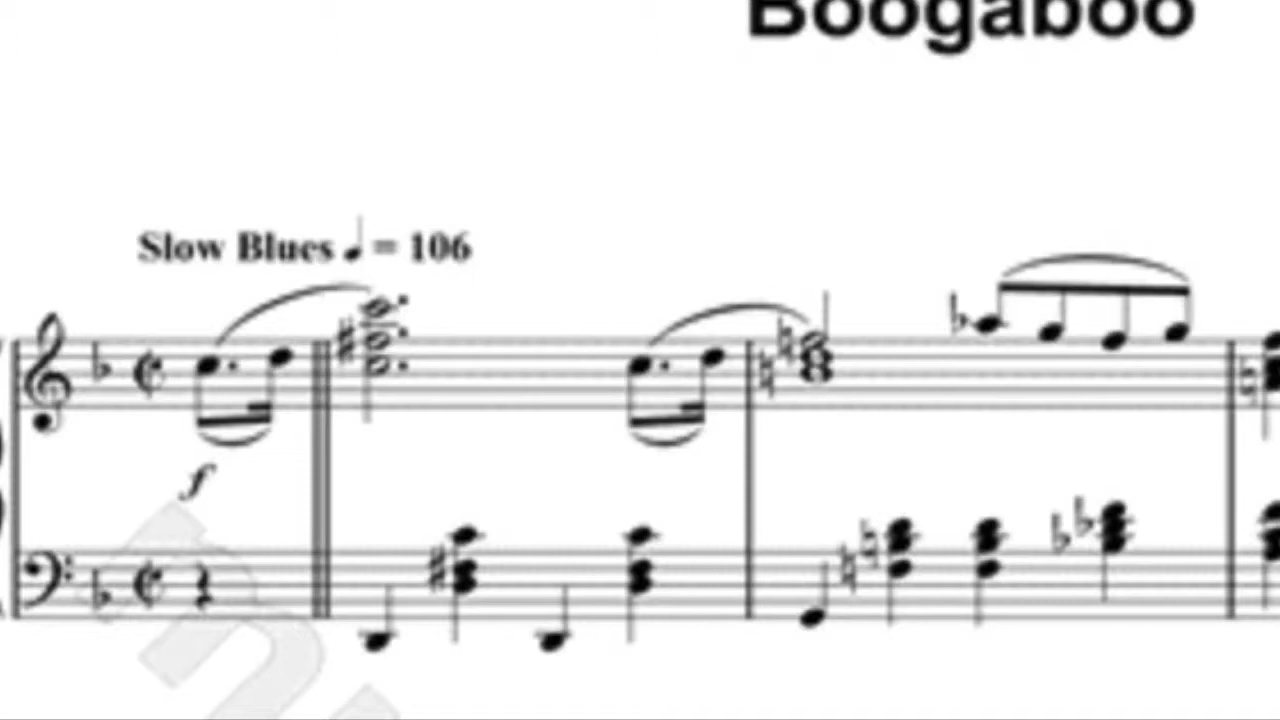 Boogaboo
Slow Blues ♩ = 106
f